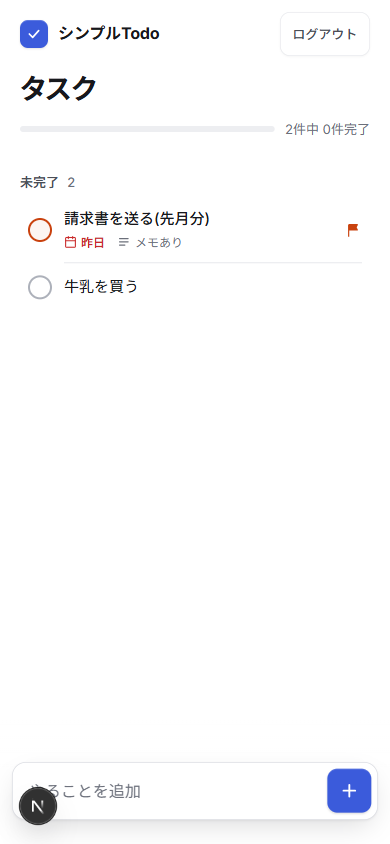 シンプルTodo
ログアウト
タスク
2件中 0件完了
未完了 2
請求書を送る(先月分)
昨日 メモあり
牛乳を買う
ることを追加
N